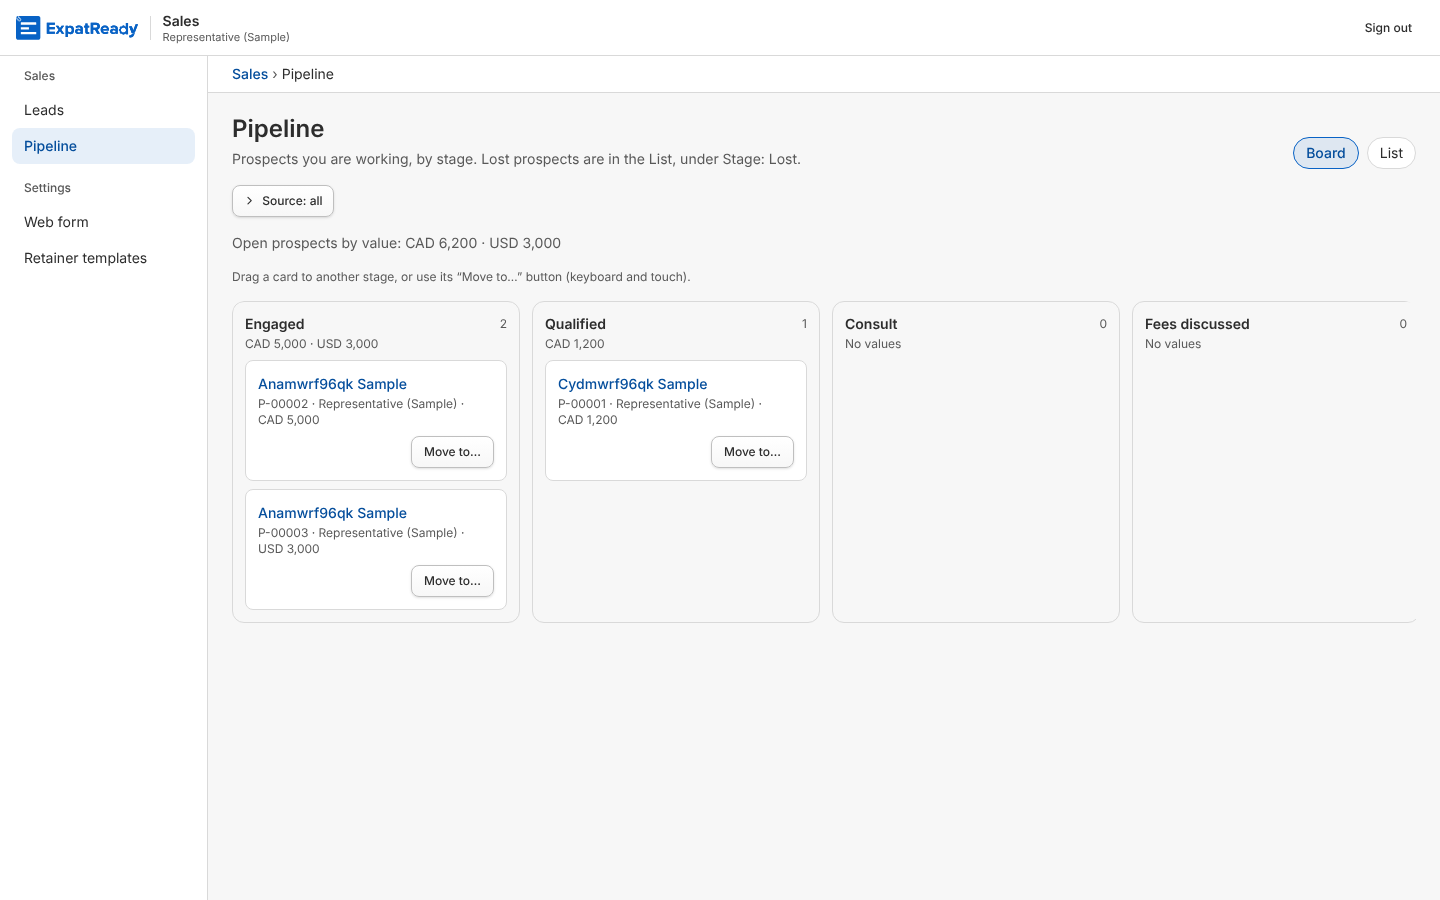 ExpatReady
Sales
Representative (Sample)
Sign out
Sales
Leads
Pipeline
Settings
Web form
Retainer templates
Sales › Pipeline
Pipeline
Prospects you are working, by stage. Lost prospects are in the List, under Stage: Lost.
Board
List
Source: all
Open prospects by value: CAD 6,200 · USD 3,000
Drag a card to another stage, or use its “Move to…” button (keyboard and touch).
Engaged 2
CAD 5,000 · USD 3,000
Anamwrf96qk Sample
P-00002 · Representative (Sample) ·
CAD 5,000
Move to…
Anamwrf96qk Sample
P-00003 · Representative (Sample) ·
USD 3,000
Move to…
Qualified 1
CAD 1,200
Cydmwrf96qk Sample
P-00001 · Representative (Sample) ·
CAD 1,200
Move to…
Consult 0
No values
Fees discussed 0
No values